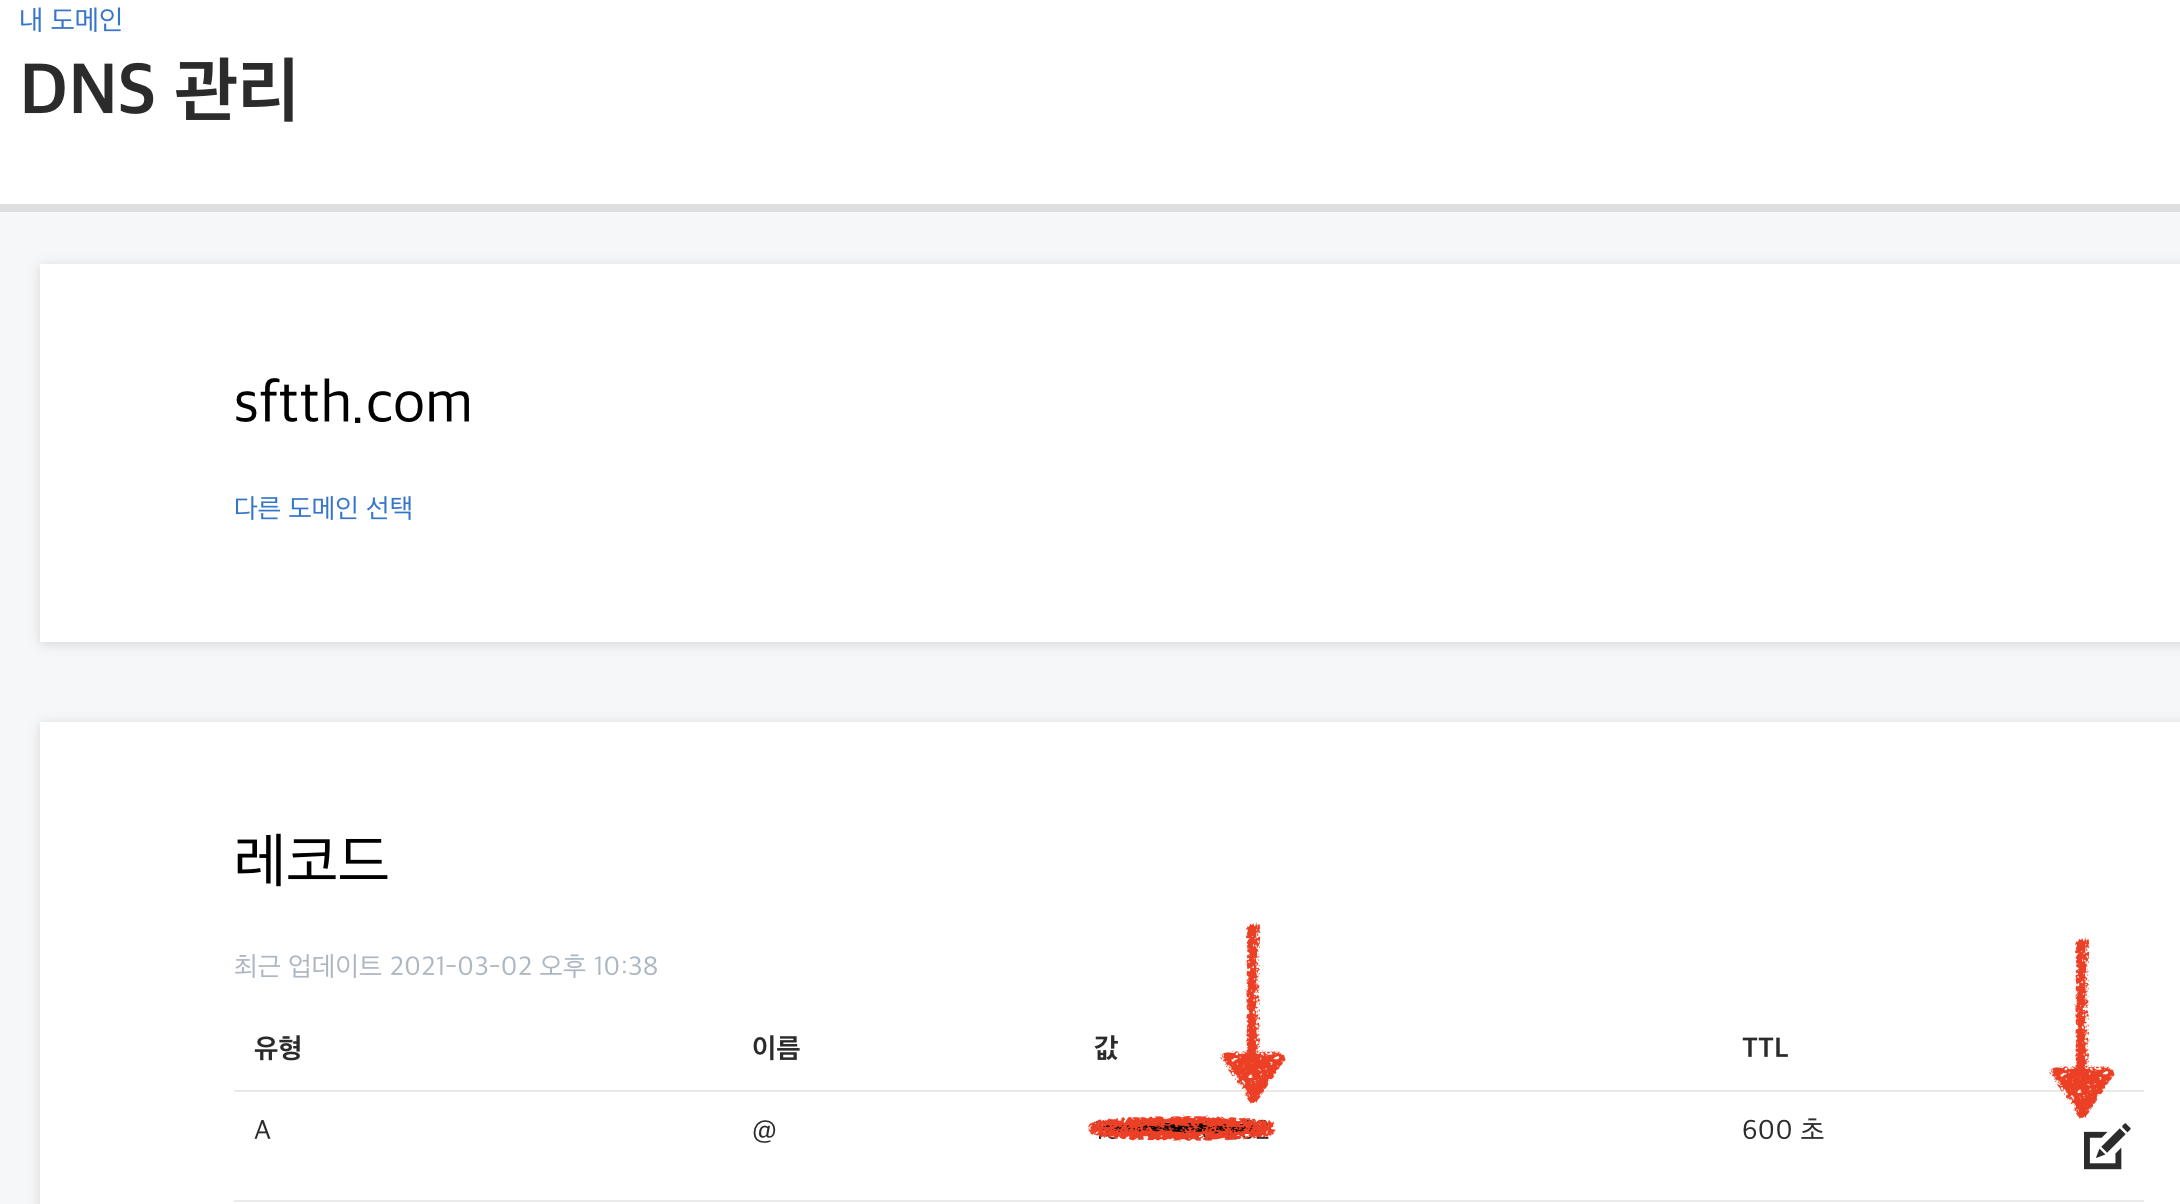 내 도메인
DNS 관리
sftth.com
다른 도메인 선택
레코드
최근 업데이트 2021-03-02 오후 10:38
유형 이름 값 TTL
A @ 600 초